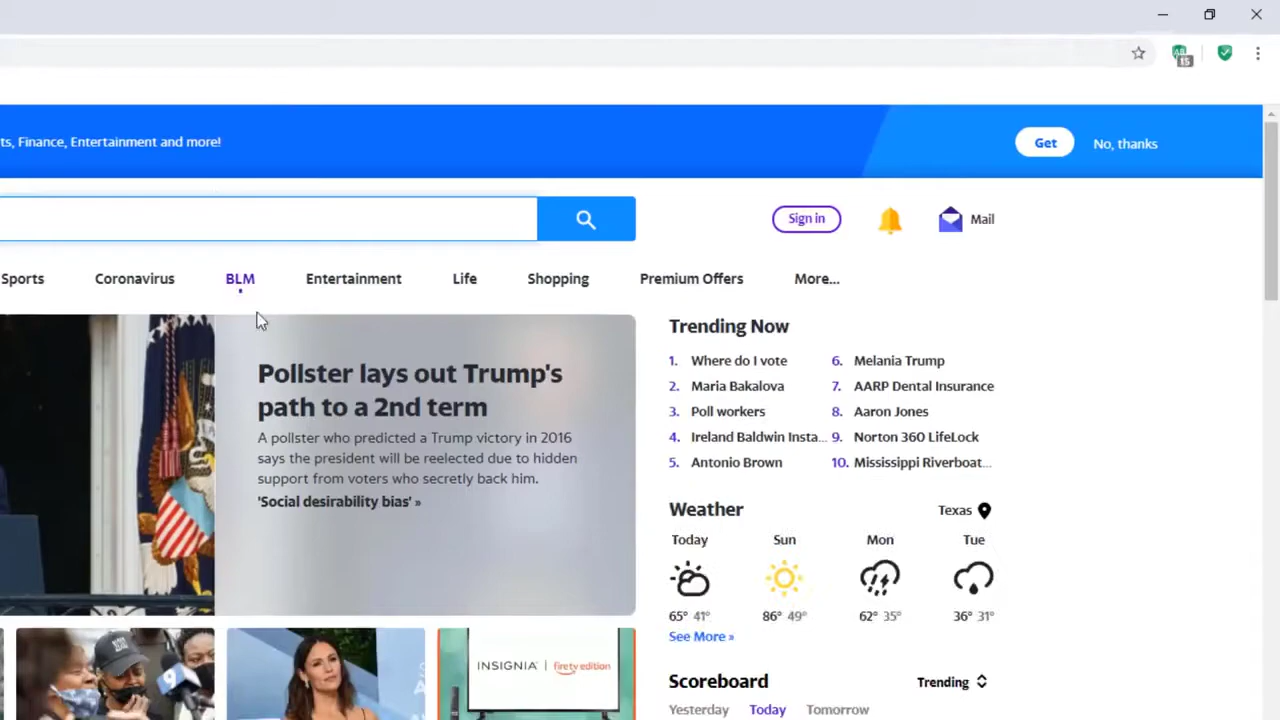 15
ts, Finance, Entertainment and more!
Get
No, thanks
Sign in
Mail
Sports
Coronavirus
BLM
Entertainment
Life
Shopping
Premium Offers
More...
Pollster lays out Trump's
path to a 2nd term
A pollster who predicted a Trump victory in 2016
says the president will be reelected due to hidden
support from voters who secretly back him.
'Social desirability bias' »
Trending Now
1. Where do I vote
2. Maria Bakalova
3. Poll workers
4. Ireland Baldwin Insta...
5. Antonio Brown
6. Melania Trump
7. AARP Dental Insurance
8. Aaron Jones
9. Norton 360 LifeLock
10. Mississippi Riverboat...
Weather
Texas
Today
Sun
Mon
Tue
65° 41°
86° 49°
62° 35°
36° 31°
See More »
9
INSIGNIA | fire tv edition
Scoreboard
Trending
Yesterday
Today
Tomorrow